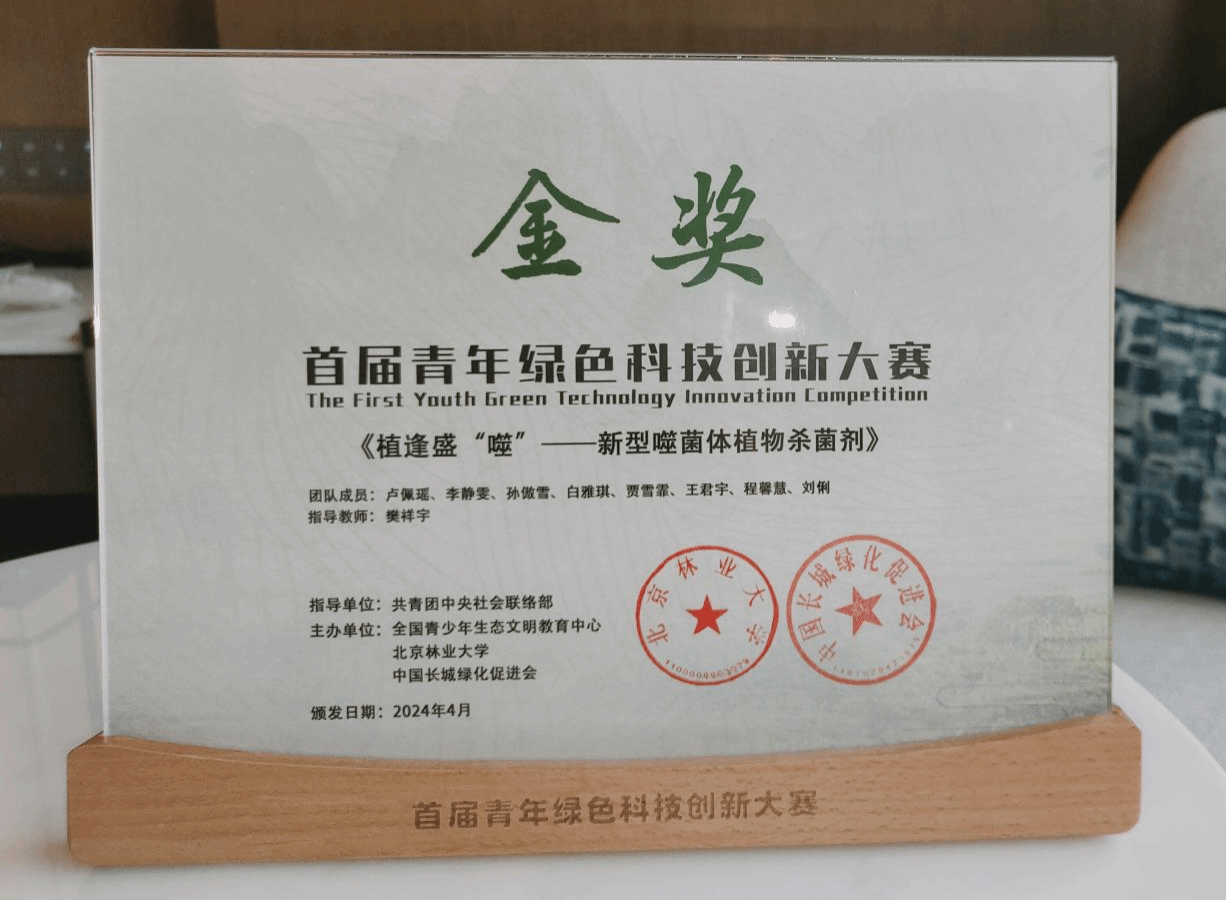 金奖
首届青年绿色科技创新大赛
The First Youth Green Technology Innovation Competition
《植逢盛“噬”——新型噬菌体植物杀菌剂》
团队成员：卢佩瑶、李静雯、孙傲雪、白雅琪、贾雪霏、王君宇、程馨慧、刘俐
指导教师：樊祥宇
指导单位：共青团中央社会联络部
主办单位：全国青少年生态文明教育中心
北京林业大学
中国长城绿化促进会
颁发日期：2024年4月
北京林业大学
中国长城绿化促进会
首届青年绿色科技创新大赛